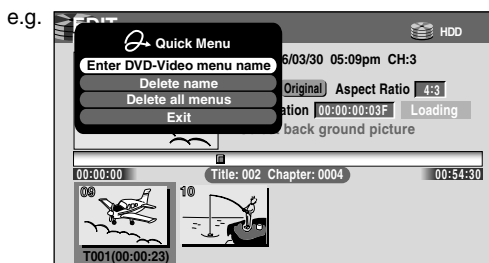 e.g.
EDIT
HDD
Quick Menu
Enter DVD-Video menu name
Delete name
Delete all menus
Exit
6/03/30 05:09pm CH:3
Original Aspect Ratio 4:3
ation 00:00:00:03F Loading
back ground picture
00:00:00 Title: 002 Chapter: 0004 00:54:30
09 10
T001(00:00:23)